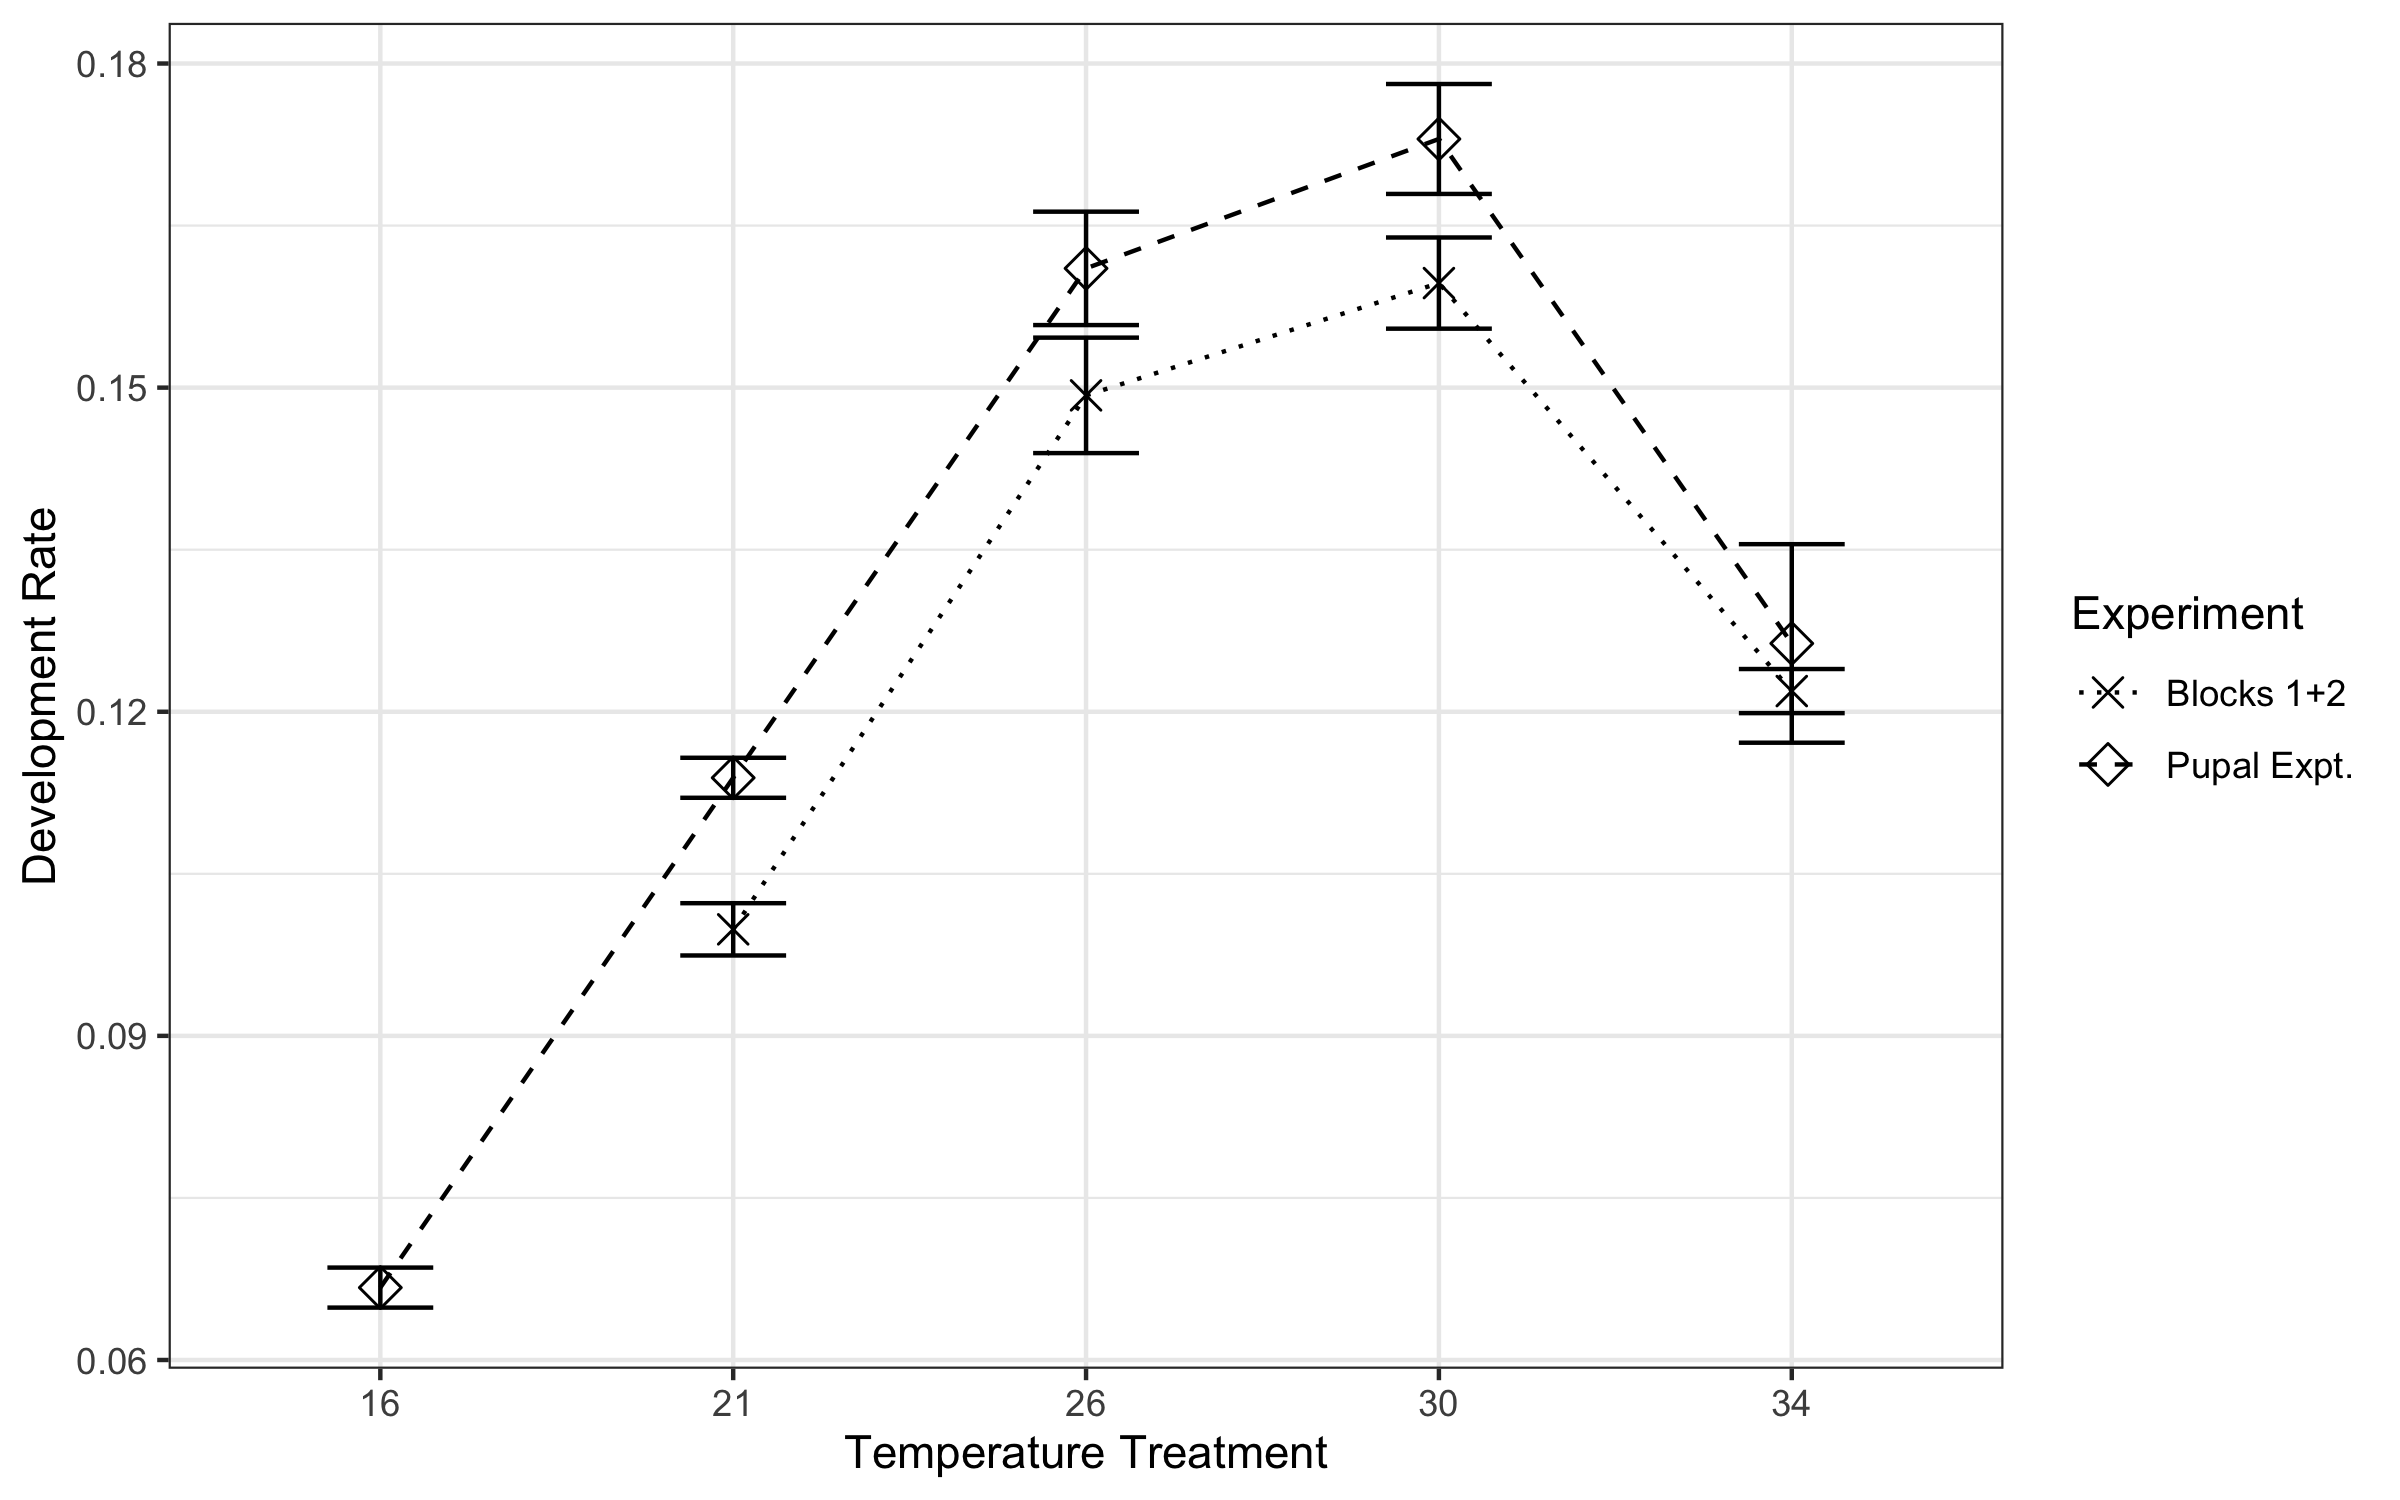 0.18
0.15
0.12
0.09
0.06
Development Rate
16 21 26 30 34
Temperature Treatment
Experiment
Blocks 1+2
Pupal Expt.